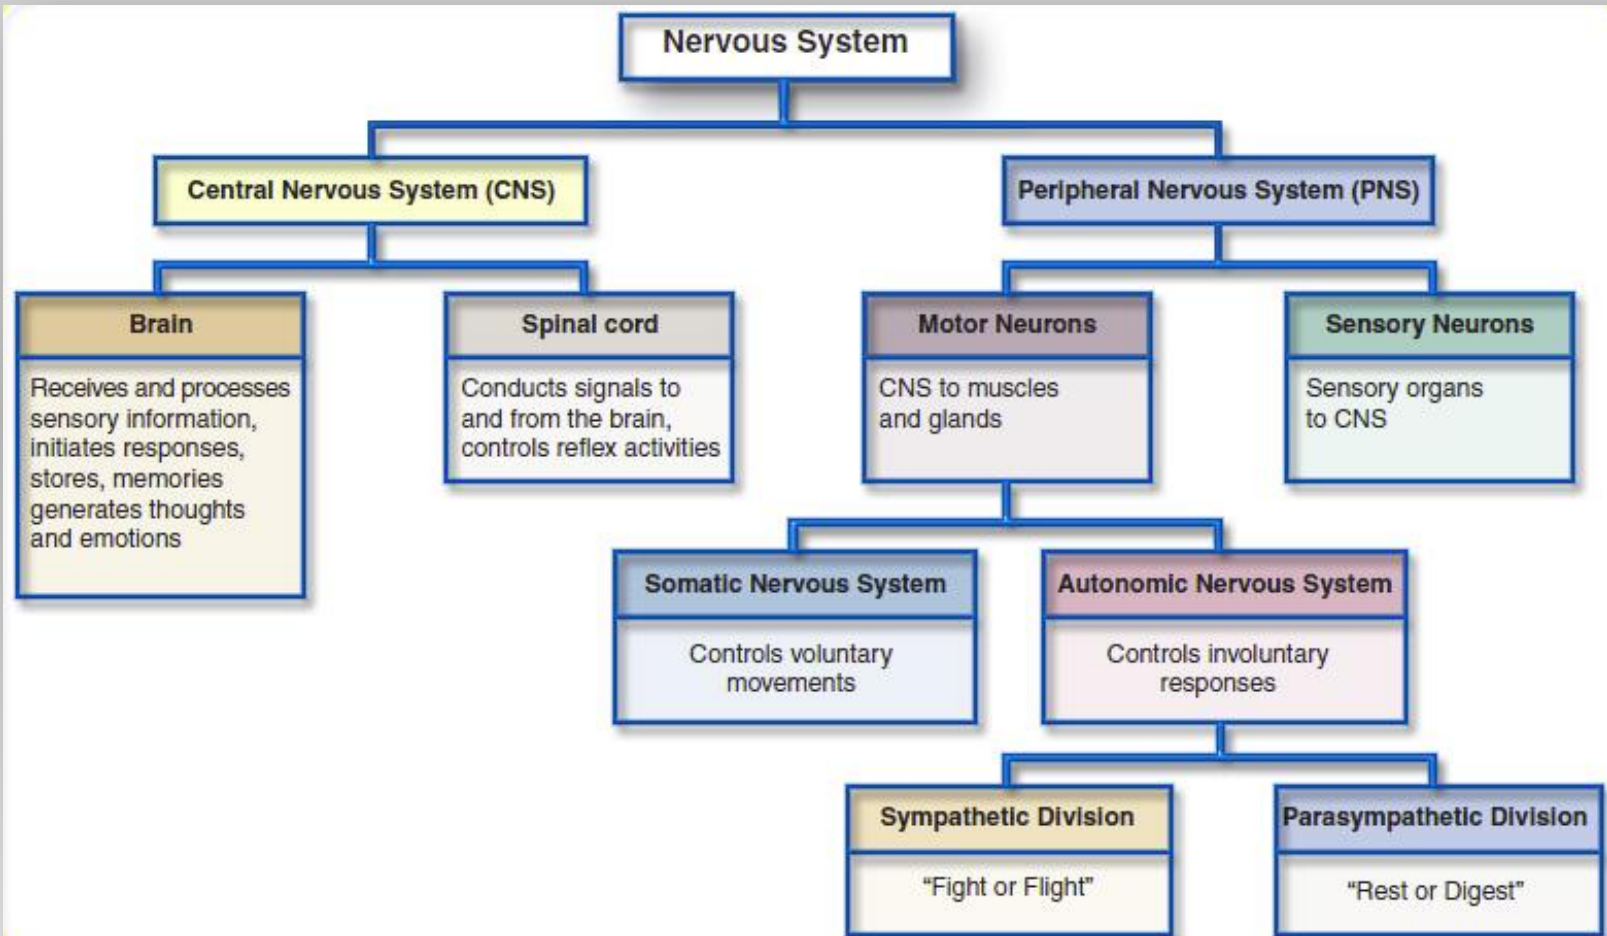 Nervous System
Central Nervous System (CNS)
Peripheral Nervous System (PNS)
Brain
Receives and processes
sensory information,
initiates responses,
stores, memories
generates thoughts
and emotions
Spinal cord
Conducts signals to
and from the brain,
controls reflex activities
Motor Neurons
CNS to muscles
and glands
Sensory Neurons
Sensory organs
to CNS
Somatic Nervous System
Controls voluntary
movements
Autonomic Nervous System
Controls involuntary
responses
Sympathetic Division
“Fight or Flight”
Parasympathetic Division
“Rest or Digest”